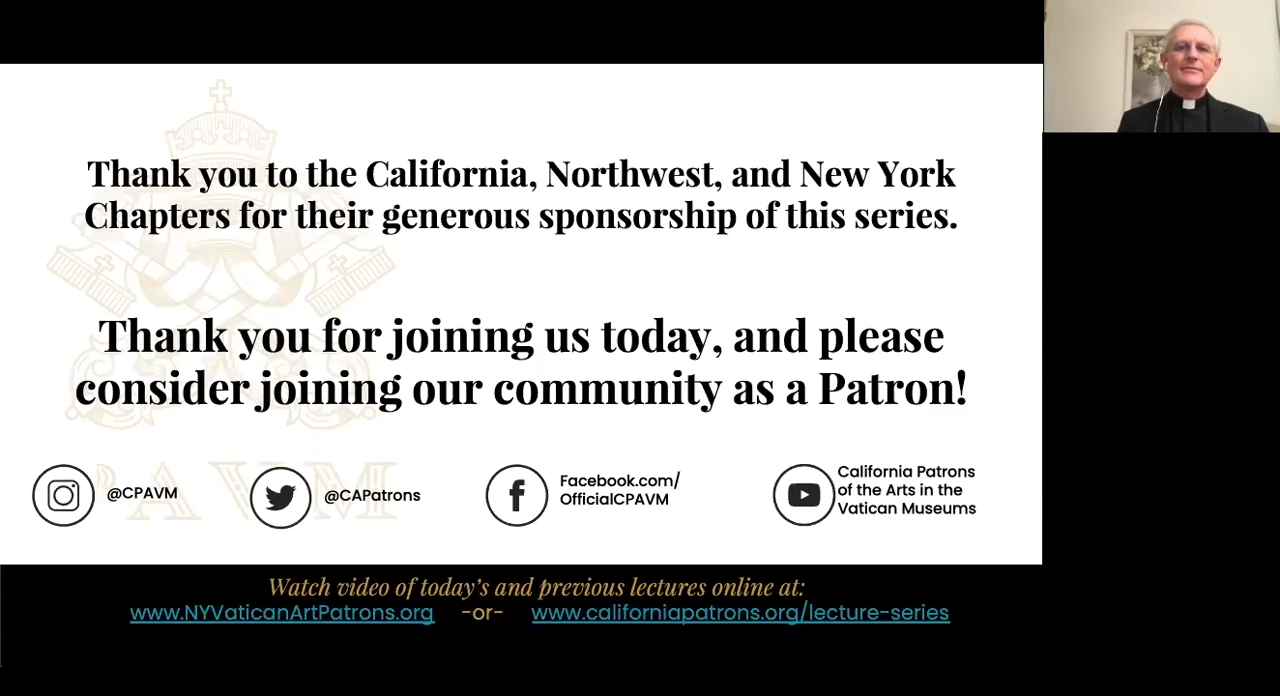 Thank you to the California, Northwest, and New York
Chapters for their generous sponsorship of this series.
Thank you for joining us today, and please
consider joining our community as a Patron!
PAVM
@CPAVM
@CAPatrons
Facebook.com/
OfficialCPAVM
California Patrons
of the Arts in the
Vatican Museums
Watch video of today's and previous lectures online at:
www.NYVaticanArtPatrons.org -or- www.californiapatrons.org/lecture-series